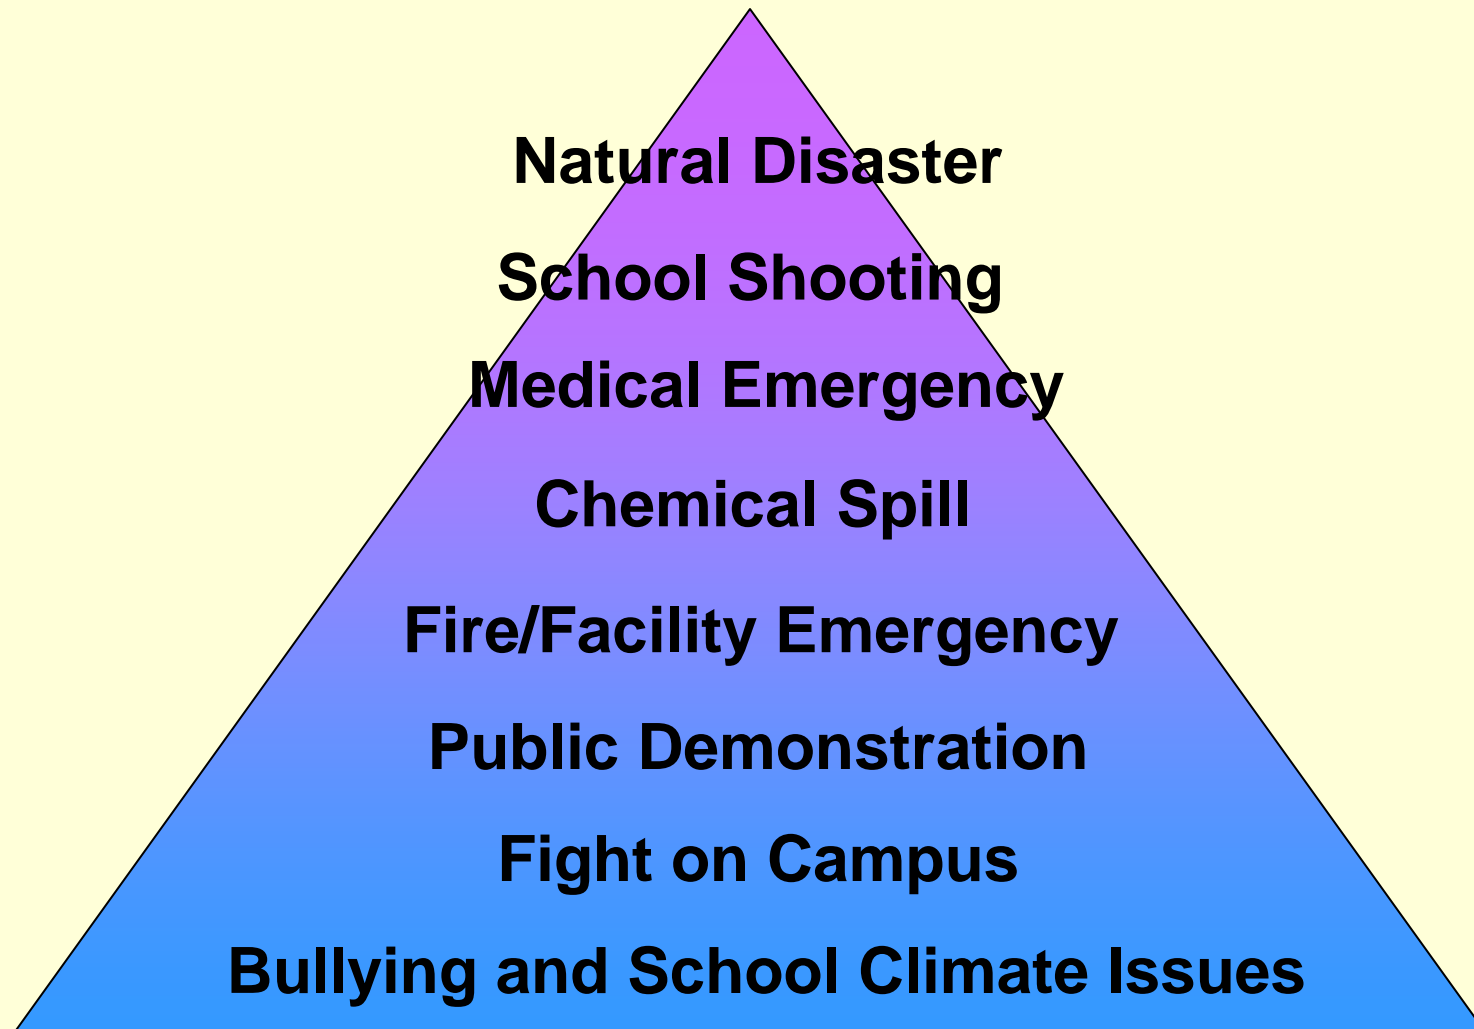 Natural Disaster
School Shooting
Medical Emergency
Chemical Spill
Fire/Facility Emergency
Public Demonstration
Fight on Campus
Bullying and School Climate Issues